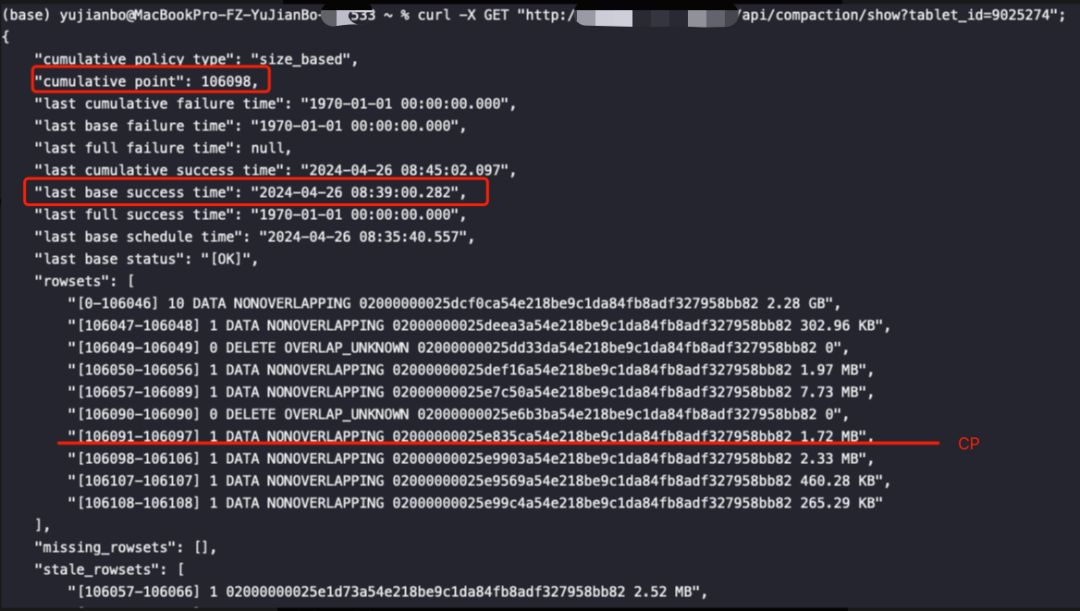 (base) yujianbo@MacBookPro-FZ-YuJianBo- 533 ~ % curl -X GET "http:/ /api/compaction/show?tablet_id=9025274";
{
"cumulative policy type": "size_based",
"cumulative point": 106098,
"last cumulative failure time": "1970-01-01 00:00:00.000",
"last base failure time": "1970-01-01 00:00:00.000",
"last full failure time": null,
"last cumulative success time": "2024-04-26 08:45:02.097",
"last base success time": "2024-04-26 08:39:00.282",
"last full success time": "1970-01-01 00:00:00.000",
"last base schedule time": "2024-04-26 08:35:40.557",
"last base status": "[OK]",
"rowsets": [
"[0-106046] 10 DATA NONOVERLAPPING 02000000025dcf0ca54e218be9c1da84fb8adf327958bb82 2.28 GB",
"[106047-106048] 1 DATA NONOVERLAPPING 02000000025deea3a54e218be9c1da84fb8adf327958bb82 302.96 KB",
"[106049-106049] 0 DELETE OVERLAP_UNKNOWN 02000000025dd33da54e218be9c1da84fb8adf327958bb82 0",
"[106050-106056] 1 DATA NONOVERLAPPING 02000000025def16a54e218be9c1da84fb8adf327958bb82 1.97 MB",
"[106057-106089] 1 DATA NONOVERLAPPING 02000000025e7c50a54e218be9c1da84fb8adf327958bb82 7.73 MB",
"[106090-106090] 0 DELETE OVERLAP_UNKNOWN 02000000025e6b3ba54e218be9c1da84fb8adf327958bb82 0",
"[106091-106097] 1 DATA NONOVERLAPPING 02000000025e835ca54e218be9c1da84fb8adf327958bb82 1.72 MB",
CP
"[106098-106106] 1 DATA NONOVERLAPPING 02000000025e9903a54e218be9c1da84fb8adf327958bb82 2.33 MB",
"[106107-106107] 1 DATA NONOVERLAPPING 02000000025e9569a54e218be9c1da84fb8adf327958bb82 460.28 KB",
"[106108-106108] 1 DATA NONOVERLAPPING 02000000025e99c4a54e218be9c1da84fb8adf327958bb82 265.29 KB"
],
"missing_rowsets": [],
"stale_rowsets": [
"[106057-106066] 1 02000000025e1d73a54e218be9c1da84fb8adf327958bb82 2.52 MB",